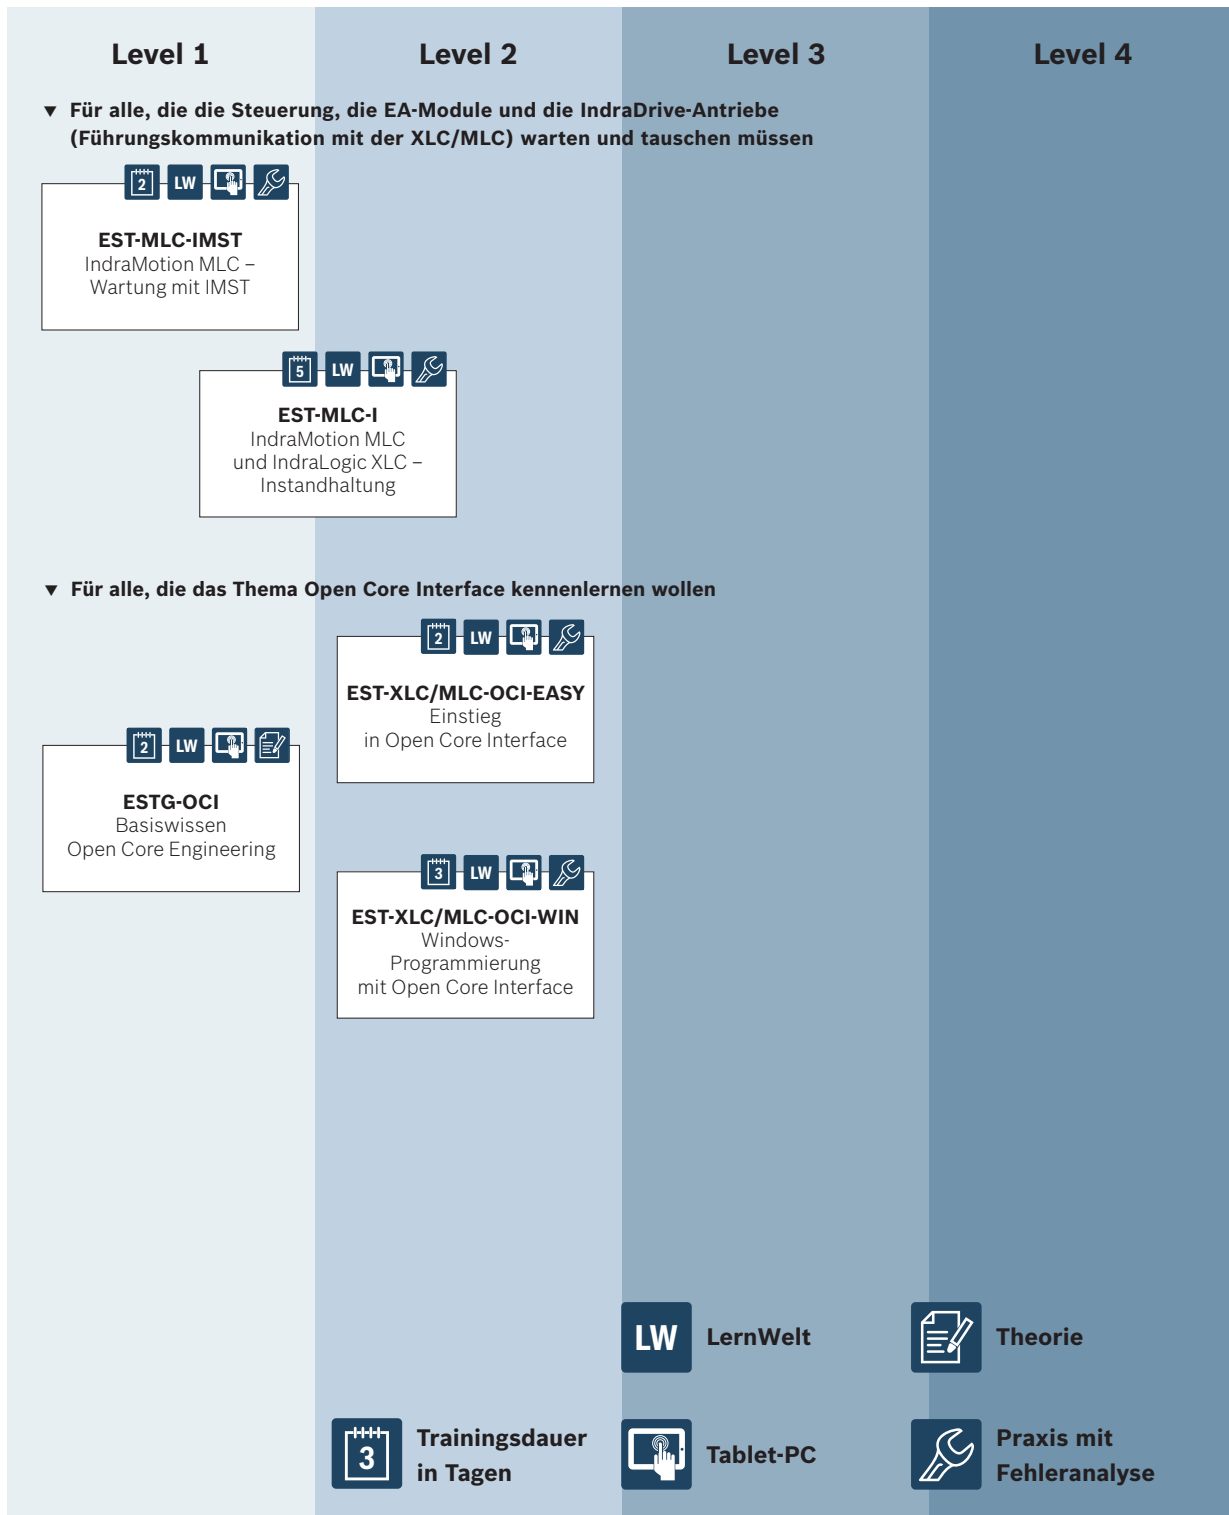 Level 1
Level 2
Level 3
Level 4
▼ Für alle, die die Steuerung, die EA-Module und die IndraDrive-Antriebe
(Führungskommunikation mit der XLC/MLC) warten und tauschen müssen
2
LW
EST-MLC-IMST
IndraMotion MLC –
Wartung mit IMST
5
LW
EST-MLC-I
IndraMotion MLC
und IndraLogic XLC –
Instandhaltung
▼ Für alle, die das Thema Open Core Interface kennenlernen wollen
2
LW
EST-XLC/MLC-OCI-EASY
Einstieg
in Open Core Interface
2
LW
ESTG-OCI
Basiswissen
Open Core Engineering
3
LW
EST-XLC/MLC-OCI-WIN
Windows-
Programmierung
mit Open Core Interface
LW
LernWelt
Theorie
3
Trainingsdauer
in Tagen
Tablet-PC
Praxis mit
Fehleranalyse